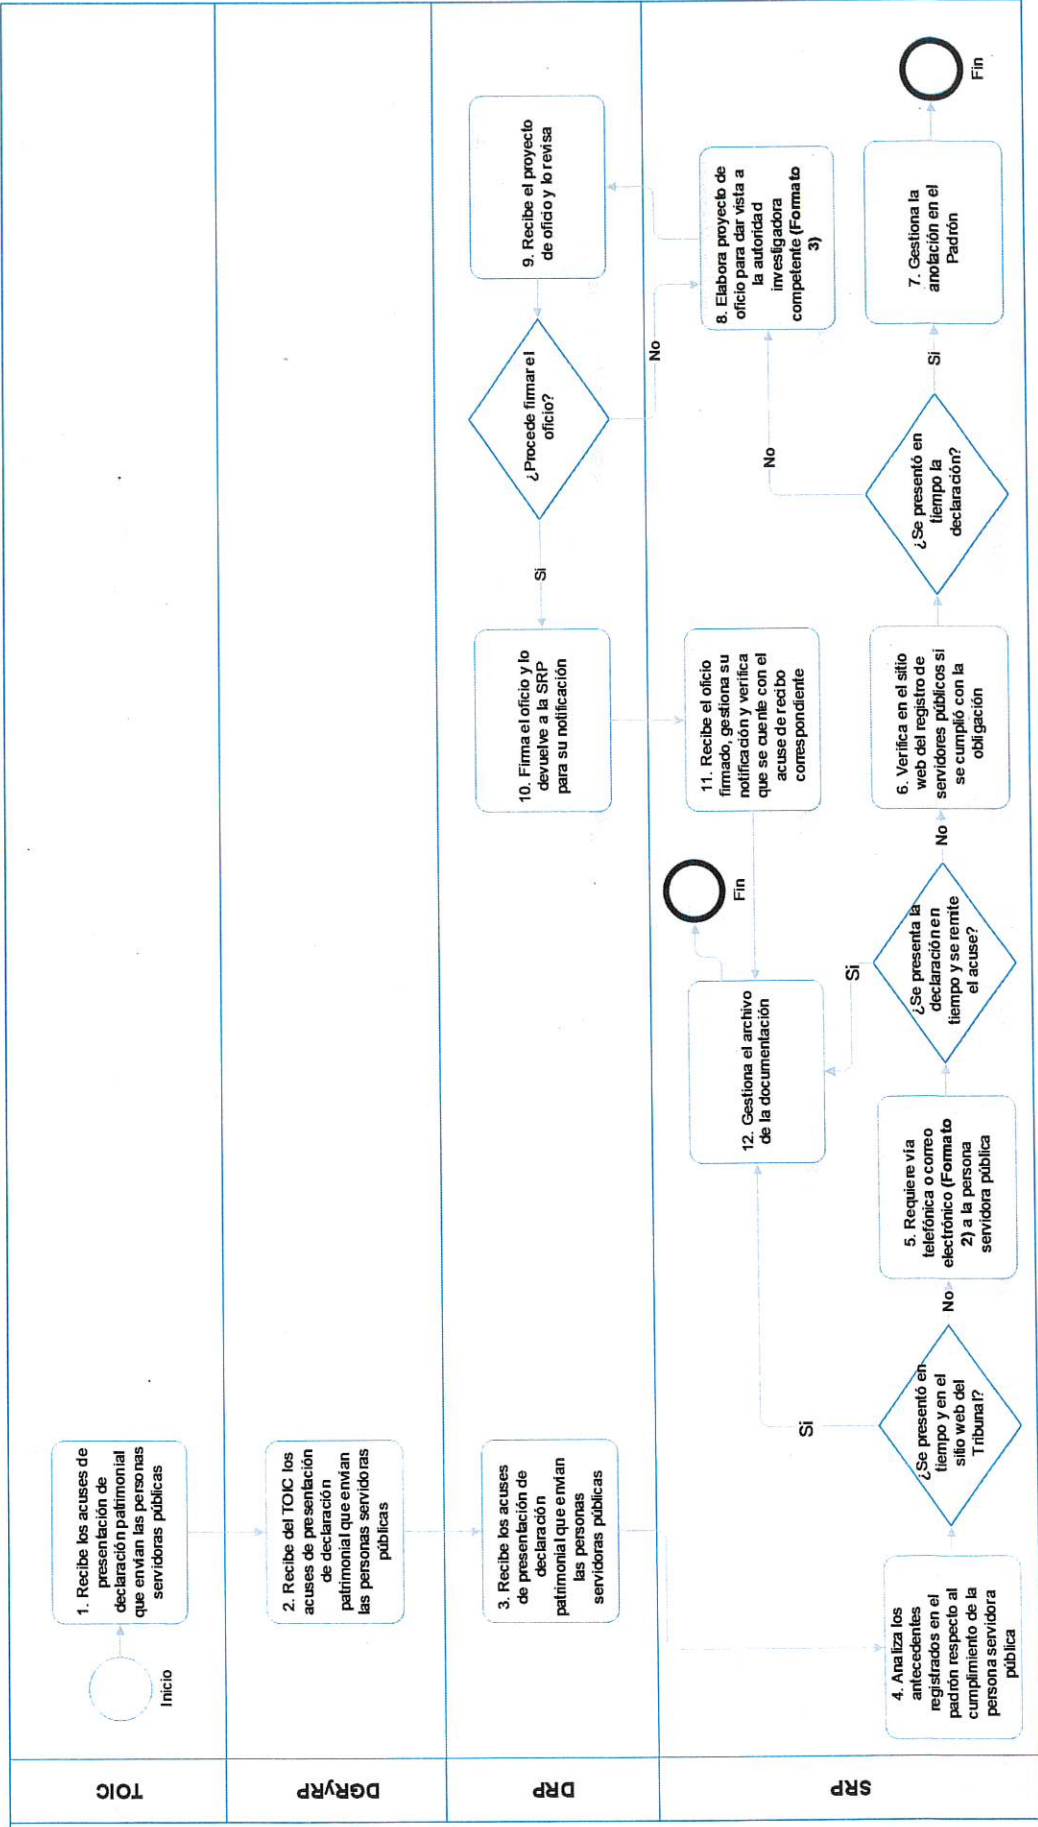 TOIC
Inicio
1. Recibe los acuses de
presentación de
declaración patrimonial
que envían las personas
servidoras públicas
DGRyRP
2. Recibe del TOIC los
acuses de presentación
de declaración
patrimonial que envían
las personas servidoras
públicas
DRP
3. Recibe los acuses
de presentación de
declaración
patrimonial que envían
las personas
servidoras públicas
10. Firma el oficio y lo
devuelve a la SRP
para su notificación
Si
¿Procede firmar el
oficio?
9. Recibe el proyecto
de oficio y lo revisa
No
SRP
4. Analiza los
antecedentes
registrados en el
padrón respecto al
cumplimiento de la
persona servidora
pública
¿Se presentó en
tiempo y en el
sitio web del
Tribunal?
Si
No
5. Requiere vía
telefónica o correo
electrónico (Formato
2) a la persona
servidora pública
12. Gestiona el archivo
de la documentación
Fin
¿Se presenta la
declaración en
tiempo y se remite
el acuse?
Si
No
11. Recibe el oficio
firmado, gestiona su
notificación y verifica
que se cuente con el
acuse de recibo
correspondiente
6. Verifica en el sitio
web del registro de
servidores públicos si
se cumplió con la
obligación
¿Se presentó en
tiempo la
declaración?
No
Si
8. Elabora proyecto de
oficio para dar vista a
la autoridad
investigadora
competente (Formato
3)
7. Gestiona la
anotación en el
Padrón
Fin